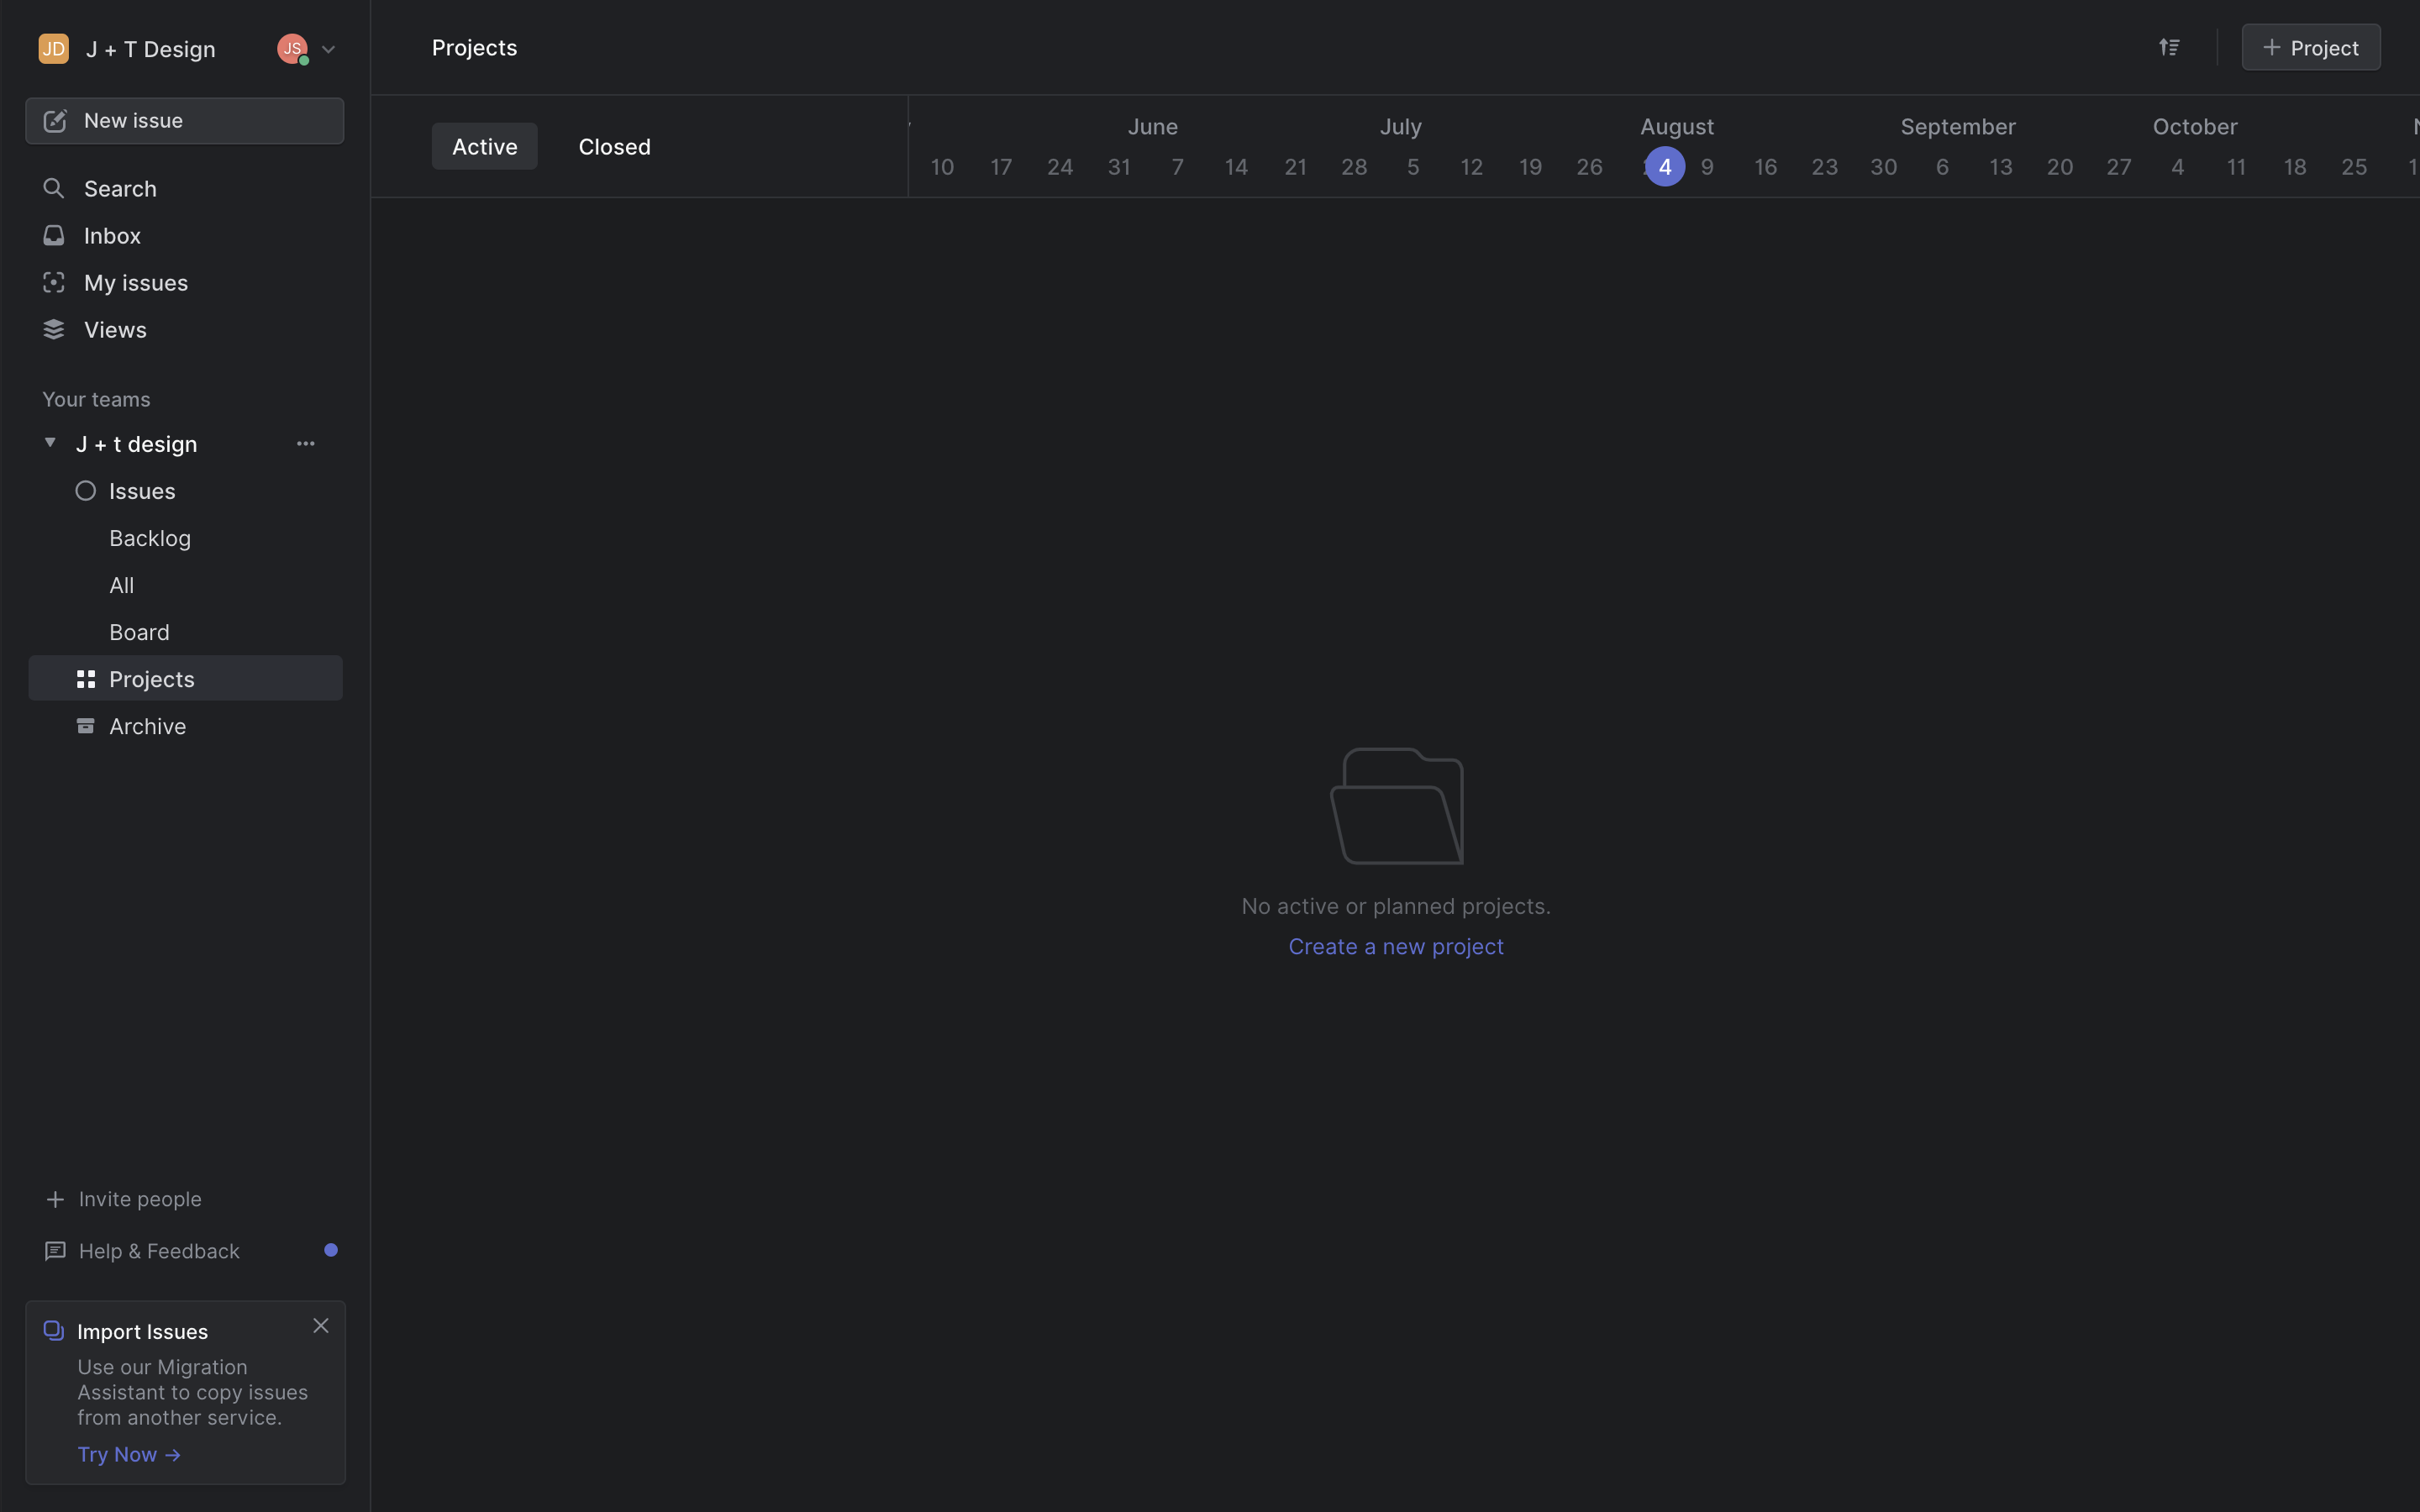 JD J + T Design JS
New issue
Search
Inbox
My issues
Views
Your teams
J + t design
Issues
Backlog
All
Board
Projects
Archive
Invite people
Help & Feedback
Import Issues
Use our Migration
Assistant to copy issues
from another service.
Try Now →
Projects
+ Project
Active Closed
June July August September October
10 17 24 31 7 14 21 28 5 12 19 26 4 9 16 23 30 6 13 20 27 4 11 18 25
No active or planned projects.
Create a new project